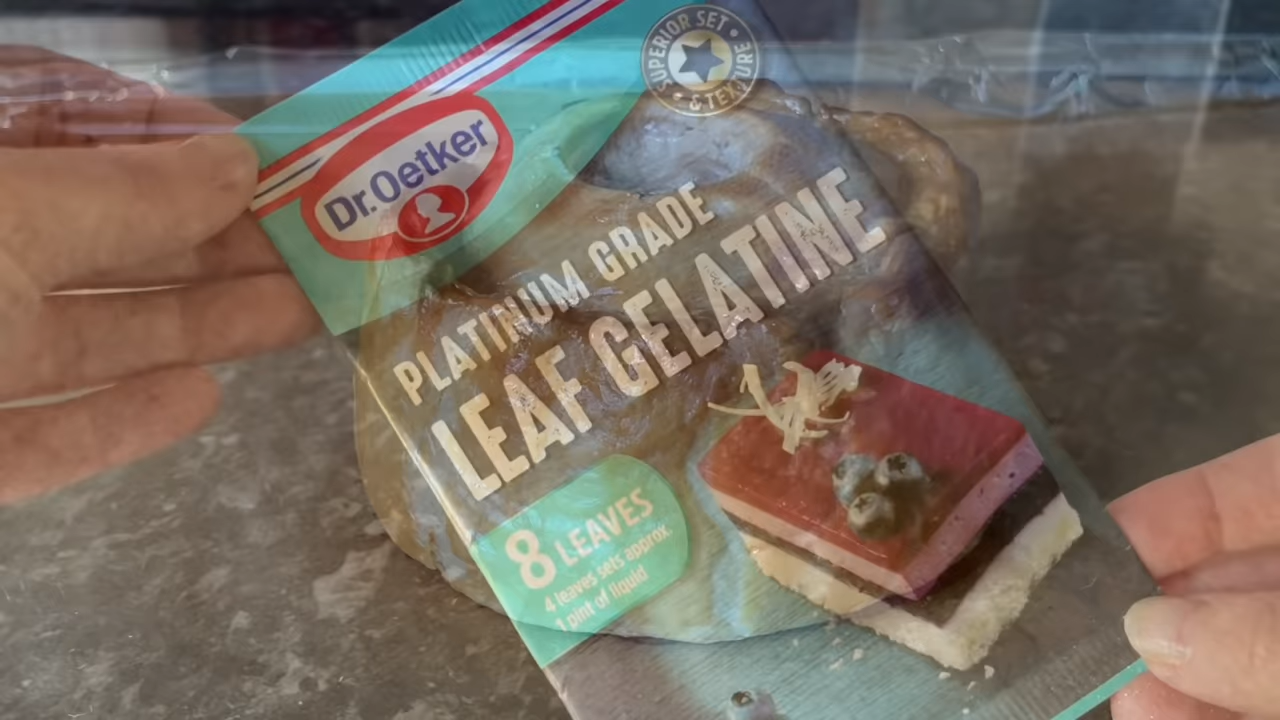 SUPERIOR SET
& TEXTURE
Dr.Oetker
PLATINUM GRADE
LEAF GELATINE
8 LEAVES
4 leaves sets approx.
1 pint of liquid